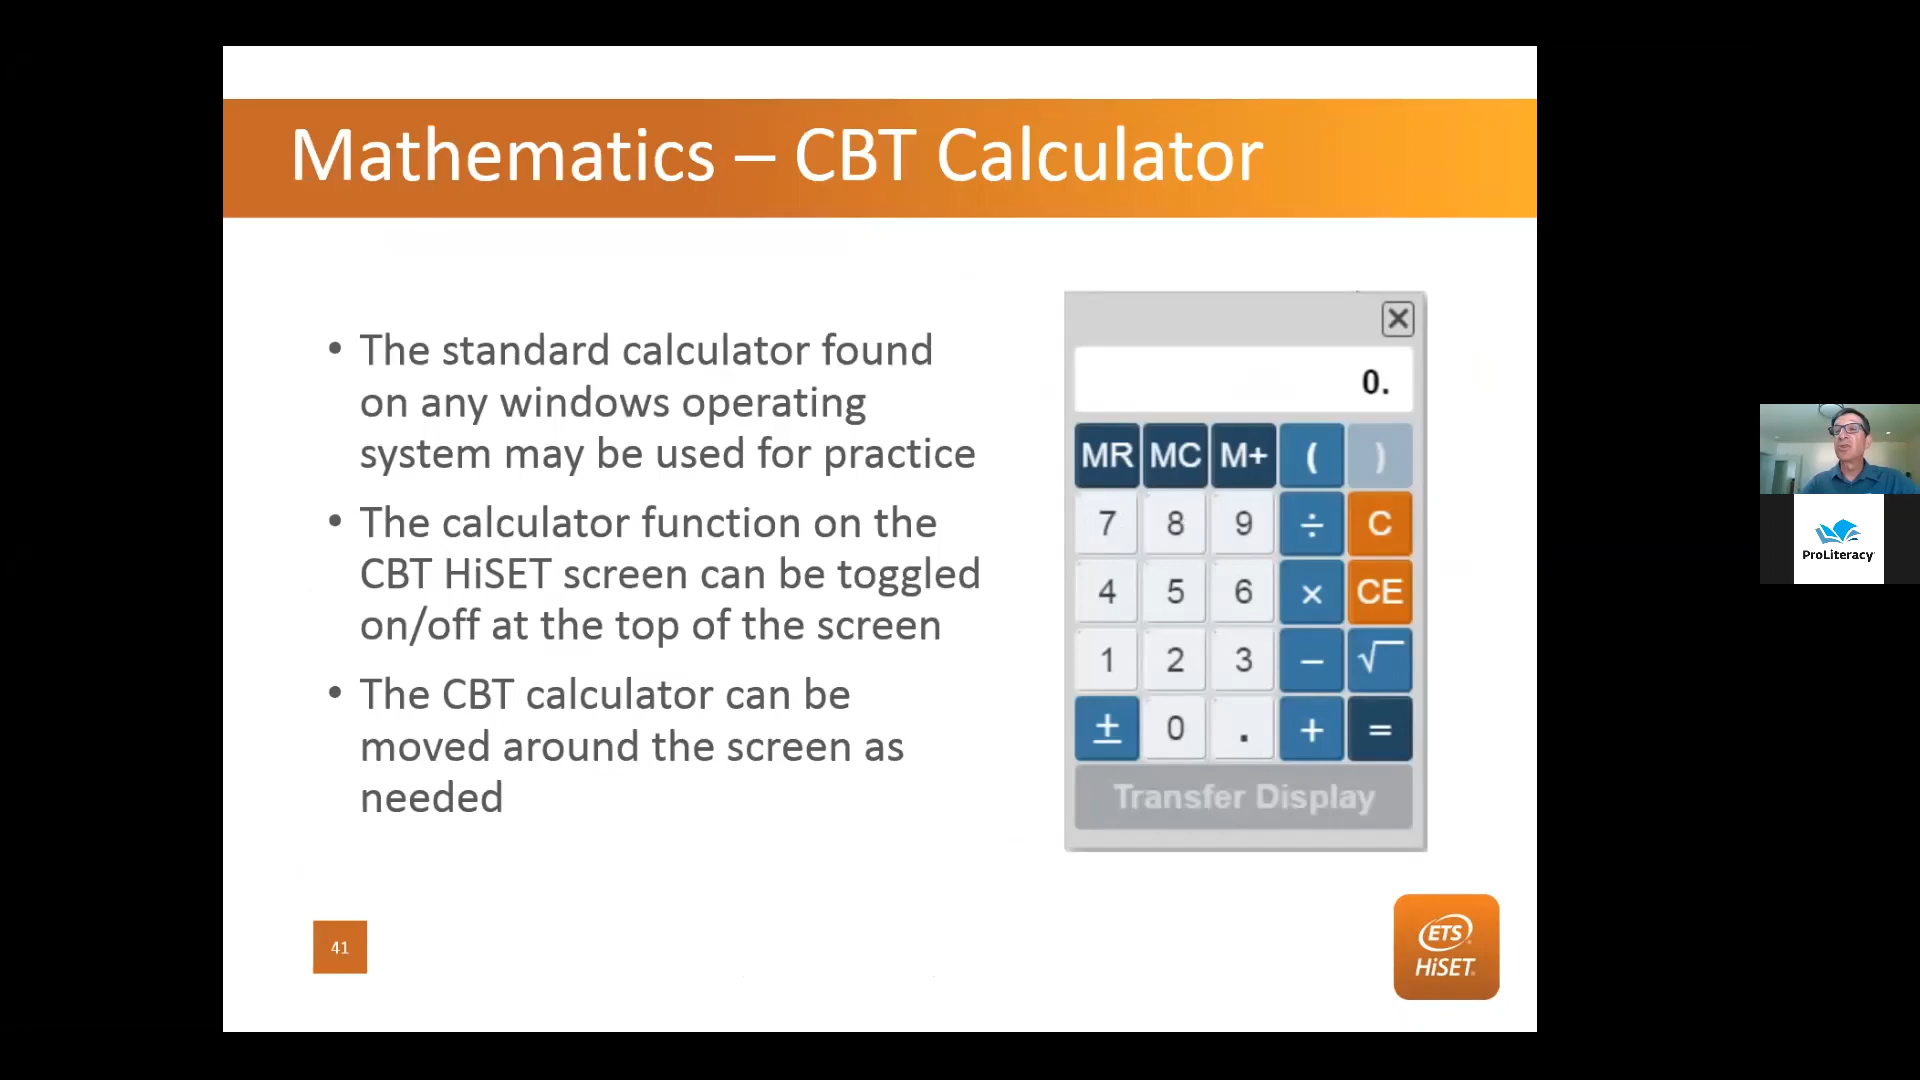 Mathematics – CBT Calculator
• The standard calculator found
on any windows operating
system may be used for practice
• The calculator function on the
CBT HiSET screen can be toggled
on/off at the top of the screen
• The CBT calculator can be
moved around the screen as
needed
0.
MR MC M+ ( )
7 8 9 ÷ C
4 5 6 × CE
1 2 3 – √
± 0 . + =
Transfer Display
41
ETS
HiSET®
ProLiteracy